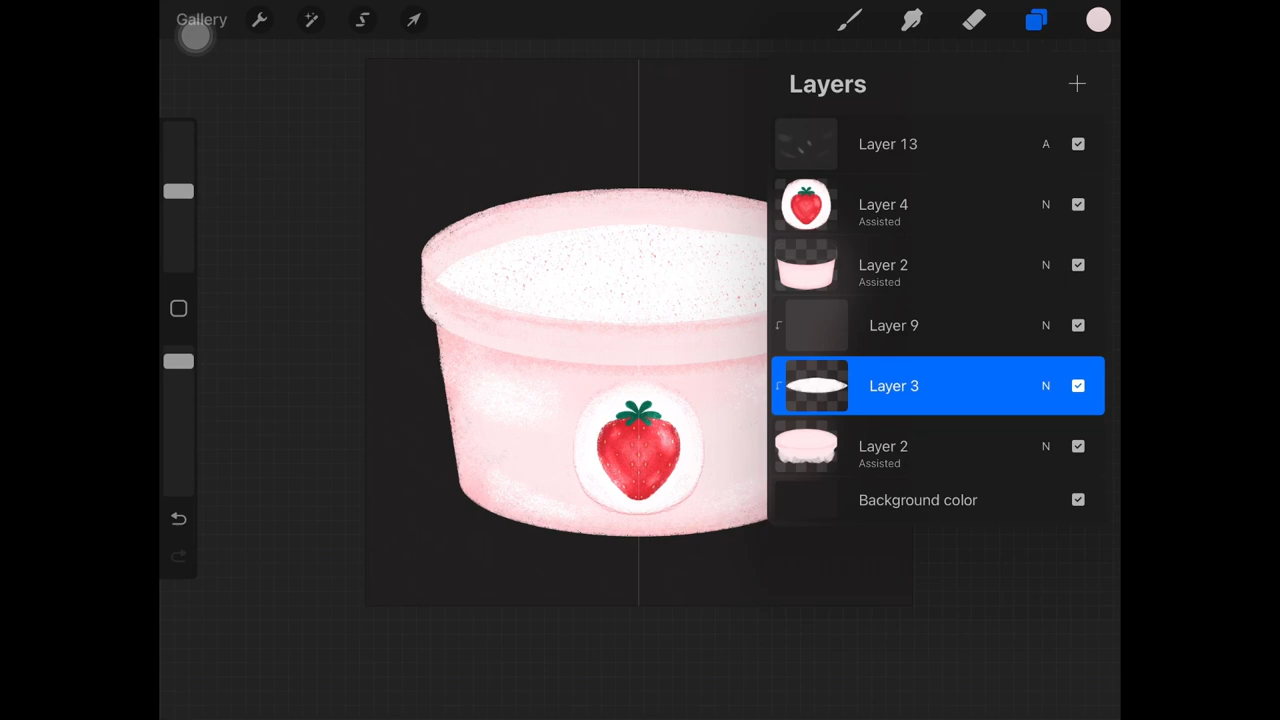 Gallery
Layers
Layer 13 A
Layer 4 N
Assisted
Layer 2 N
Assisted
Layer 9 N
Layer 3 N
Layer 2 N
Assisted
Background color